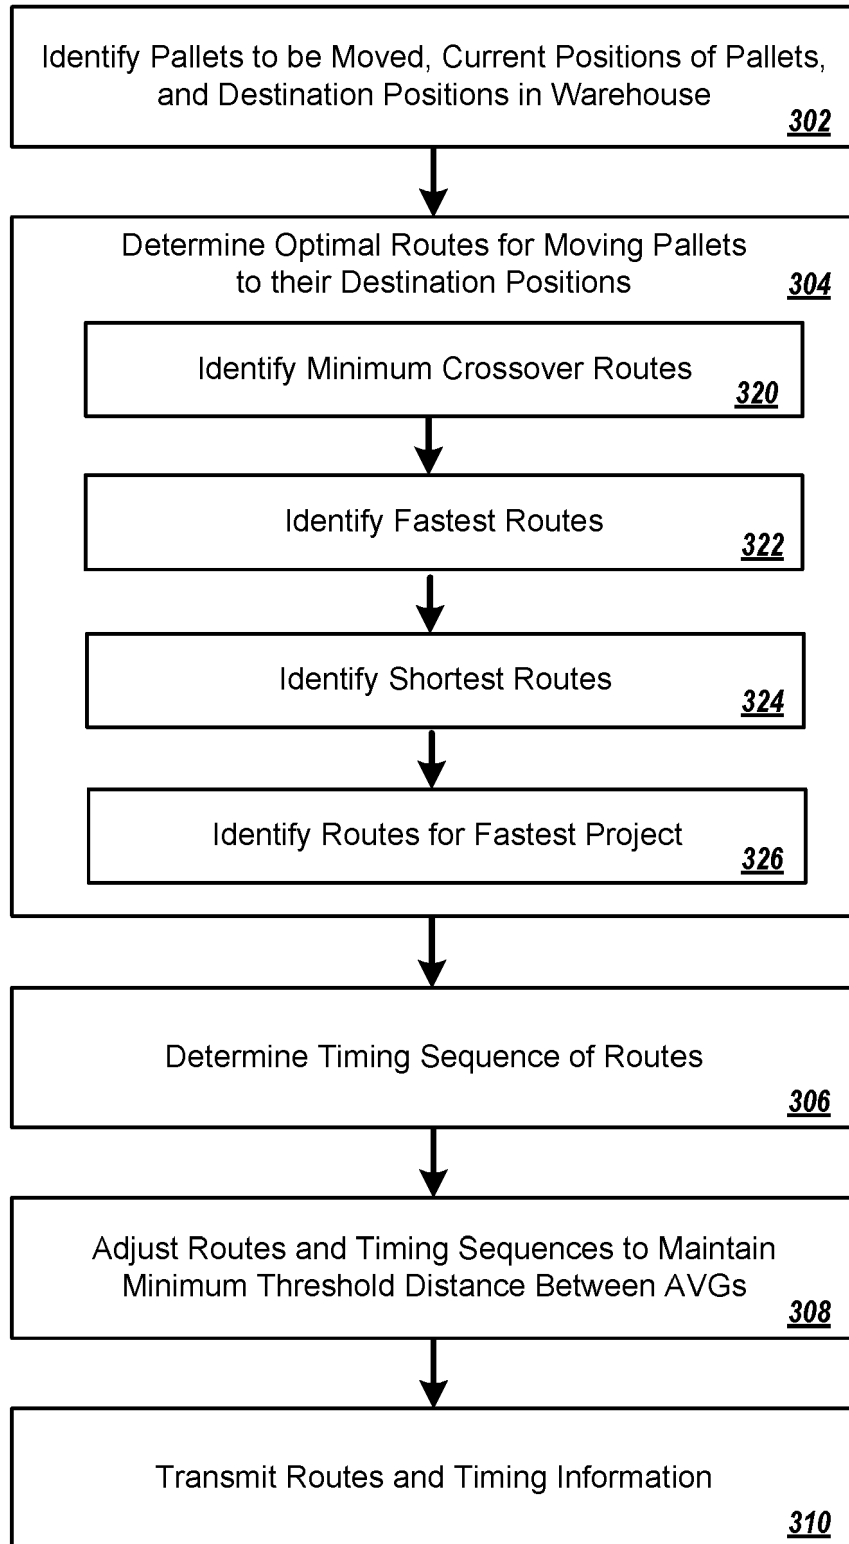 Identify Pallets to be Moved, Current Positions of Pallets,
and Destination Positions in Warehouse
302
Determine Optimal Routes for Moving Pallets
to their Destination Positions
304
Identify Minimum Crossover Routes
320
Identify Fastest Routes
322
Identify Shortest Routes
324
Identify Routes for Fastest Project
326
Determine Timing Sequence of Routes
306
Adjust Routes and Timing Sequences to Maintain
Minimum Threshold Distance Between AVGs
308
Transmit Routes and Timing Information
310